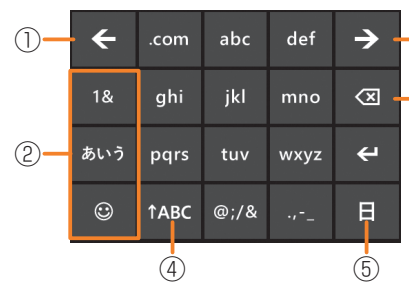 ① ← .com abc def →
1& ghi jkl mno ⌫
② あいう pqrs tuv wxyz ↵
☺ ↑ABC @;/& .,-_ 日
④ ⑤